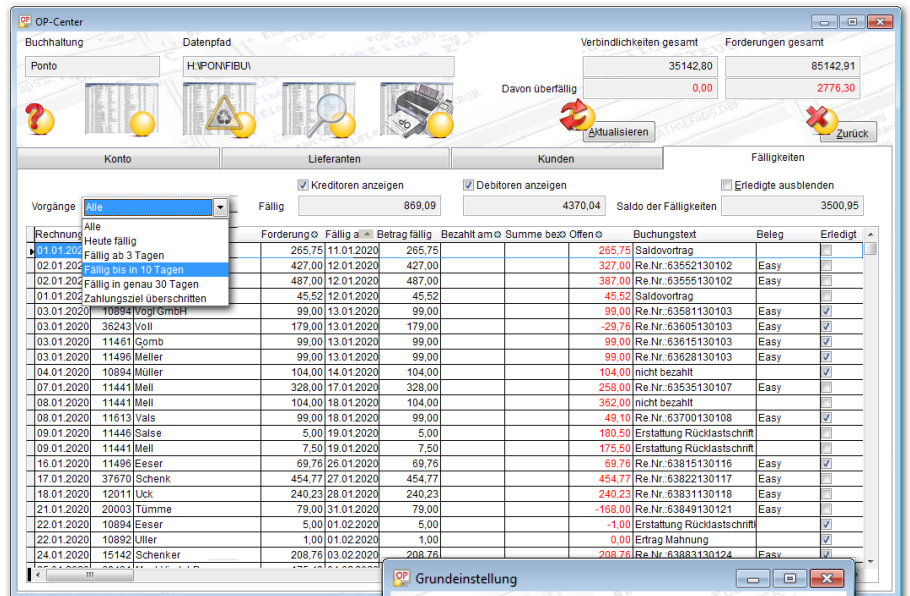 OP-Center
Buchhaltung Datenpfad Verbindlichkeiten gesamt Forderungen gesamt
Ponto H:\IPON\FIBU\ 35142,80 85142,91
Davon überfällig 0,00 2776,30
Aktualisieren Zurück
Konto Lieferanten Kunden Fälligkeiten
Kreditoren anzeigen Debitoren anzeigen Erledigte ausblenden
Vorgänge Alle Fällig 869,09 4370,04 Saldo der Fälligkeiten 3500,95
Alle
Heute fällig
Fällig ab 3 Tagen
Fällig bis in 10 Tagen
Fällig in genau 30 Tagen
Zahlungsziel überschritten
Rechnung Forderung Fällig a Betrag fällig Bezahlt am Summe bez Offen Buchungstext Beleg Erledigt
01.01.202 265,75 11.01.2020 265,75 265,75 Saldovortrag
02.01.202 427,00 12.01.2020 427,00 327,00 Re.Nr.:63552130102 Easy
02.01.202 487,00 12.01.2020 487,00 387,00 Re.Nr.:63555130102 Easy
01.01.202 45,52 12.01.2020 45,52 45,52 Saldovortrag
03.01.2020 10894 Vogl GmbH 99,00 13.01.2020 99,00 99,00 Re.Nr.:63581130103 Easy
03.01.2020 36243 Voll 179,00 13.01.2020 179,00 -29,76 Re.Nr.:63605130103 Easy
03.01.2020 11461 Gomb 99,00 13.01.2020 99,00 99,00 Re.Nr.:63615130103 Easy
03.01.2020 11496 Meller 99,00 13.01.2020 99,00 99,00 Re.Nr.:63628130103 Easy
04.01.2020 10894 Müller 104,00 14.01.2020 104,00 104,00 nicht bezahlt
07.01.2020 11441 Mell 328,00 17.01.2020 328,00 258,00 Re.Nr.:63535130107 Easy
08.01.2020 11441 Mell 104,00 18.01.2020 104,00 362,00 nicht bezahlt
08.01.2020 11613 Vals 99,00 18.01.2020 99,00 49,10 Re.Nr.:63700130108 Easy
09.01.2020 11446 Salse 5,00 19.01.2020 5,00 180,50 Erstattung Rücklastschrift
09.01.2020 11441 Mell 7,50 19.01.2020 7,50 175,50 Erstattung Rücklastschrift
16.01.2020 11496 Eeser 69,76 26.01.2020 69,76 69,76 Re.Nr.:63815130116 Easy
17.01.2020 37670 Schenk 454,77 27.01.2020 454,77 454,77 Re.Nr.:63822130117 Easy
18.01.2020 12011 Uck 240,23 28.01.2020 240,23 240,23 Re.Nr.:63831130118 Easy
21.01.2020 20003 Tümme 79,00 31.01.2020 79,00 -168,00 Re.Nr.:63849130121 Easy
22.01.2020 10894 Eeser 5,00 01.02.2020 5,00 -1,00 Erstattung Rücklastschrift
22.01.2020 10892 Uller 1,00 01.02.2020 1,00 0,00 Ertrag Mahnung
24.01.2020 15142 Schenker 208,76 03.02.2020 208,76 208,76 Re.Nr.:63883130124 Easy
OP Grundeinstellung